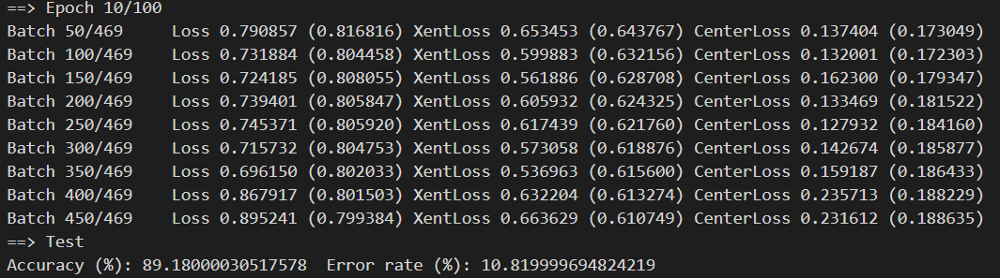 ==> Epoch 10/100
Batch 50/469 Loss 0.790857 (0.816816) XentLoss 0.653453 (0.643767) CenterLoss 0.137404 (0.173049)
Batch 100/469 Loss 0.731884 (0.804458) XentLoss 0.599883 (0.632156) CenterLoss 0.132001 (0.172303)
Batch 150/469 Loss 0.724185 (0.808055) XentLoss 0.561886 (0.628708) CenterLoss 0.162300 (0.179347)
Batch 200/469 Loss 0.739401 (0.805847) XentLoss 0.605932 (0.624325) CenterLoss 0.133469 (0.181522)
Batch 250/469 Loss 0.745371 (0.805920) XentLoss 0.617439 (0.621760) CenterLoss 0.127932 (0.184160)
Batch 300/469 Loss 0.715732 (0.804753) XentLoss 0.573058 (0.618876) CenterLoss 0.142674 (0.185877)
Batch 350/469 Loss 0.696150 (0.802033) XentLoss 0.536963 (0.615600) CenterLoss 0.159187 (0.186433)
Batch 400/469 Loss 0.867917 (0.801503) XentLoss 0.632204 (0.613274) CenterLoss 0.235713 (0.188229)
Batch 450/469 Loss 0.895241 (0.799384) XentLoss 0.663629 (0.610749) CenterLoss 0.231612 (0.188635)
==> Test
Accuracy (%): 89.18000030517578 Error rate (%): 10.819999694824219